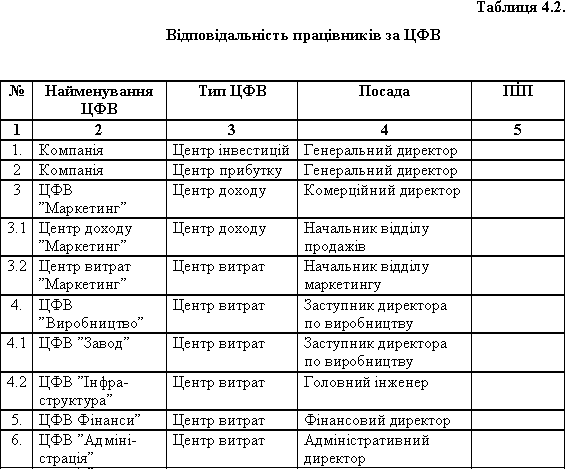 Таблиця 4.2.
Відповідальність працівників за ЦФВ
№ Найменування ЦФВ Тип ЦФВ Посада ПІП
1 2 3 4 5
1. Компанія Центр інвестицій Генеральний директор
2 Компанія Центр прибутку Генеральний директор
3 ЦФВ Центр доходу Комерційний директор
"Маркетинг"
3.1 Центр доходу Центр доходу Начальник відділу
"Маркетинг" продажів
3.2 Центр витрат Центр витрат Начальник відділу
"Маркетинг" маркетингу
4. ЦФВ Центр витрат Заступник директора
"Виробництво" по виробництву
4.1 ЦФВ "Завод" Центр витрат Заступник директора
по виробництву
4.2 ЦФВ "Інфра- Центр витрат Головний інженер
структура"
5. ЦФВ Фінанси" Центр витрат Фінансовий директор
6. ЦФВ "Адміні- Центр витрат Адміністративний
страція" директор